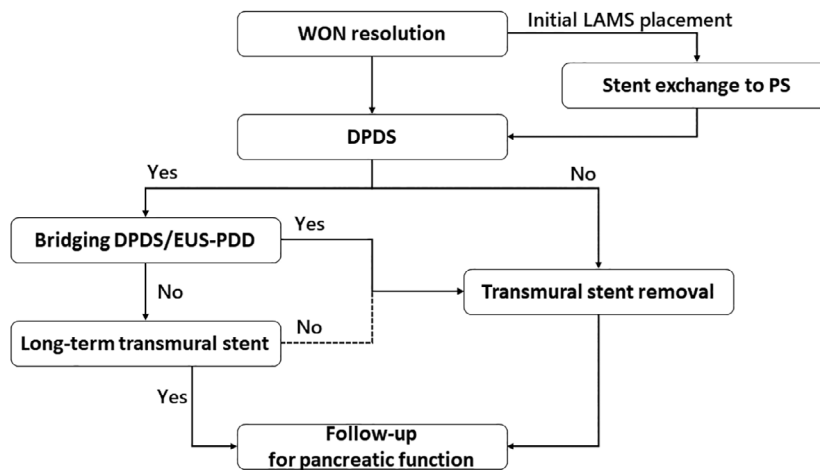 WON resolution
Initial LAMS placement
Stent exchange to PS
DPDS
Yes
No
Bridging DPDS/EUS-PDD
Yes
No
Transmural stent removal
Long-term transmural stent
No
Yes
Follow-up
for pancreatic function